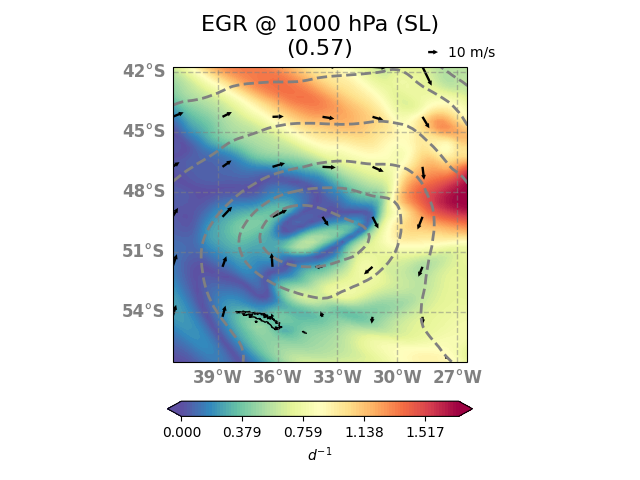 EGR @ 1000 hPa (SL)
(0.57)
10 m/s
42°S
45°S
48°S
51°S
54°S
39°W 36°W 33°W 30°W 27°W
0.000 0.379 0.759 1.138 1.517
d⁻¹